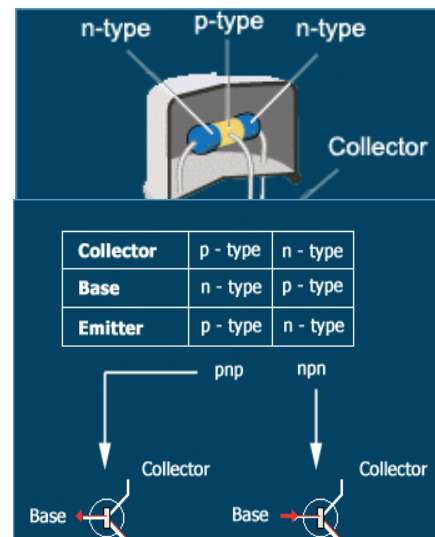 n-type p-type n-type
Collector
Collector p - type n - type
Base n - type p - type
Emitter p - type n - type
pnp npn
Collector Collector
Base Base